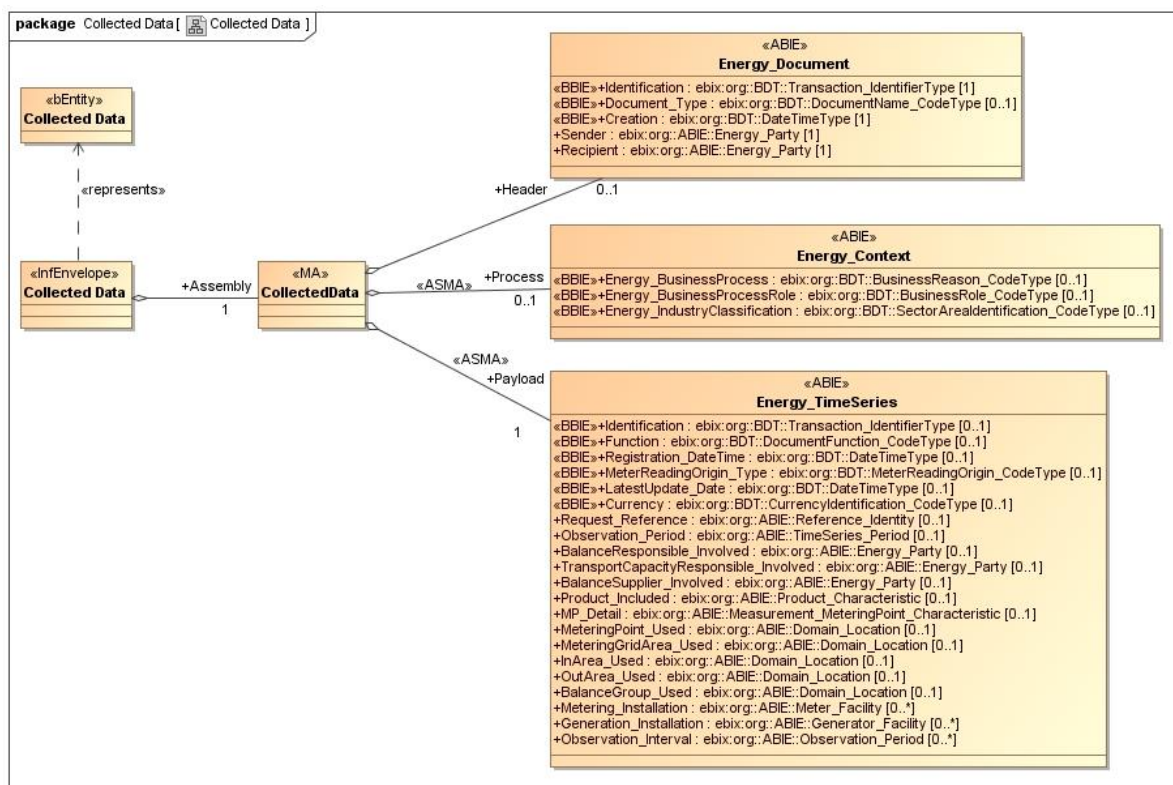 package Collected Data [ Collected Data ]
«bEntity»
Collected Data
«represents»
«InfEnvelope»
Collected Data
+Assembly
1
«MA»
CollectedData
+Header
0..1
«ASMA»
+Process
0..1
«ASMA»
+Payload
1
«ABIE»
Energy_Document
«BBIE»+Identification : ebix:org::BDT::Transaction_IdentifierType [1]
«BBIE»+Document_Type : ebix:org::BDT::DocumentName_CodeType [0..1]
«BBIE»+Creation : ebix:org::BDT::DateTimeType [1]
+Sender : ebix:org::ABIE::Energy_Party [1]
+Recipient : ebix:org::ABIE::Energy_Party [1]
«ABIE»
Energy_Context
«BBIE»+Energy_BusinessProcess : ebix:org::BDT::BusinessReason_CodeType [0..1]
«BBIE»+Energy_BusinessProcessRole : ebix:org::BDT::BusinessRole_CodeType [0..1]
«BBIE»+Energy_IndustryClassification : ebix:org::BDT::SectorAreaIdentification_CodeType [0..1]
«ABIE»
Energy_TimeSeries
«BBIE»+Identification : ebix:org::BDT::Transaction_IdentifierType [0..1]
«BBIE»+Function : ebix:org::BDT::DocumentFunction_CodeType [0..1]
«BBIE»+Registration_DateTime : ebix:org::BDT::DateTimeType [0..1]
«BBIE»+MeterReadingOrigin_Type : ebix:org::BDT::MeterReadingOrigin_CodeType [0..1]
«BBIE»+LatestUpdate_Date : ebix:org::BDT::DateTimeType [0..1]
«BBIE»+Currency : ebix:org::BDT::CurrencyIdentification_CodeType [0..1]
+Request_Reference : ebix:org::ABIE::Reference_Identity [0..1]
+Observation_Period : ebix:org::ABIE::TimeSeries_Period [0..1]
+BalanceResponsible_Involved : ebix:org::ABIE::Energy_Party [0..1]
+TransportCapacityResponsible_Involved : ebix:org::ABIE::Energy_Party [0..1]
+BalanceSupplier_Involved : ebix:org::ABIE::Energy_Party [0..1]
+Product_Included : ebix:org::ABIE::Product_Characteristic [0..1]
+MP_Detail : ebix:org::ABIE::Measurement_MeteringPoint_Characteristic [0..1]
+MeteringPoint_Used : ebix:org::ABIE::Domain_Location [0..1]
+MeteringGridArea_Used : ebix:org::ABIE::Domain_Location [0..1]
+InArea_Used : ebix:org::ABIE::Domain_Location [0..1]
+OutArea_Used : ebix:org::ABIE::Domain_Location [0..1]
+BalanceGroup_Used : ebix:org::ABIE::Domain_Location [0..1]
+Metering_Installation : ebix:org::ABIE::Meter_Facility [0..*]
+Generation_Installation : ebix:org::ABIE::Generator_Facility [0..*]
+Observation_Interval : ebix:org::ABIE::Observation_Period [0..*]